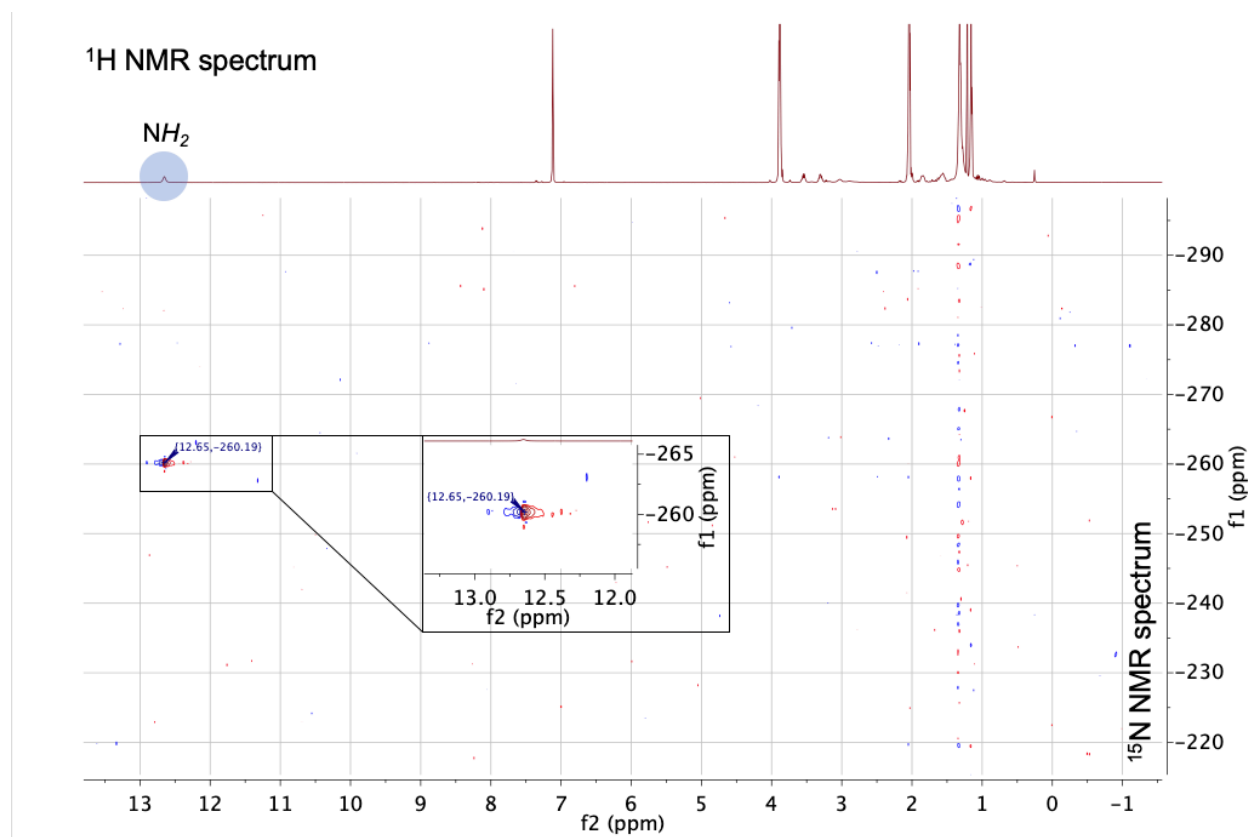 ¹H NMR spectrum
NH₂
-290
-280
-270
{12.65,-260.19}
-265
-260
{12.65,-260.19}
-260
f1 (ppm)
f1 (ppm)
-250
13.0 12.5 12.0
f2 (ppm)
-240
-230
¹⁵N NMR spectrum
-220
13 12 11 10 9 8 7 6 5 4 3 2 1 0 -1
f2 (ppm)